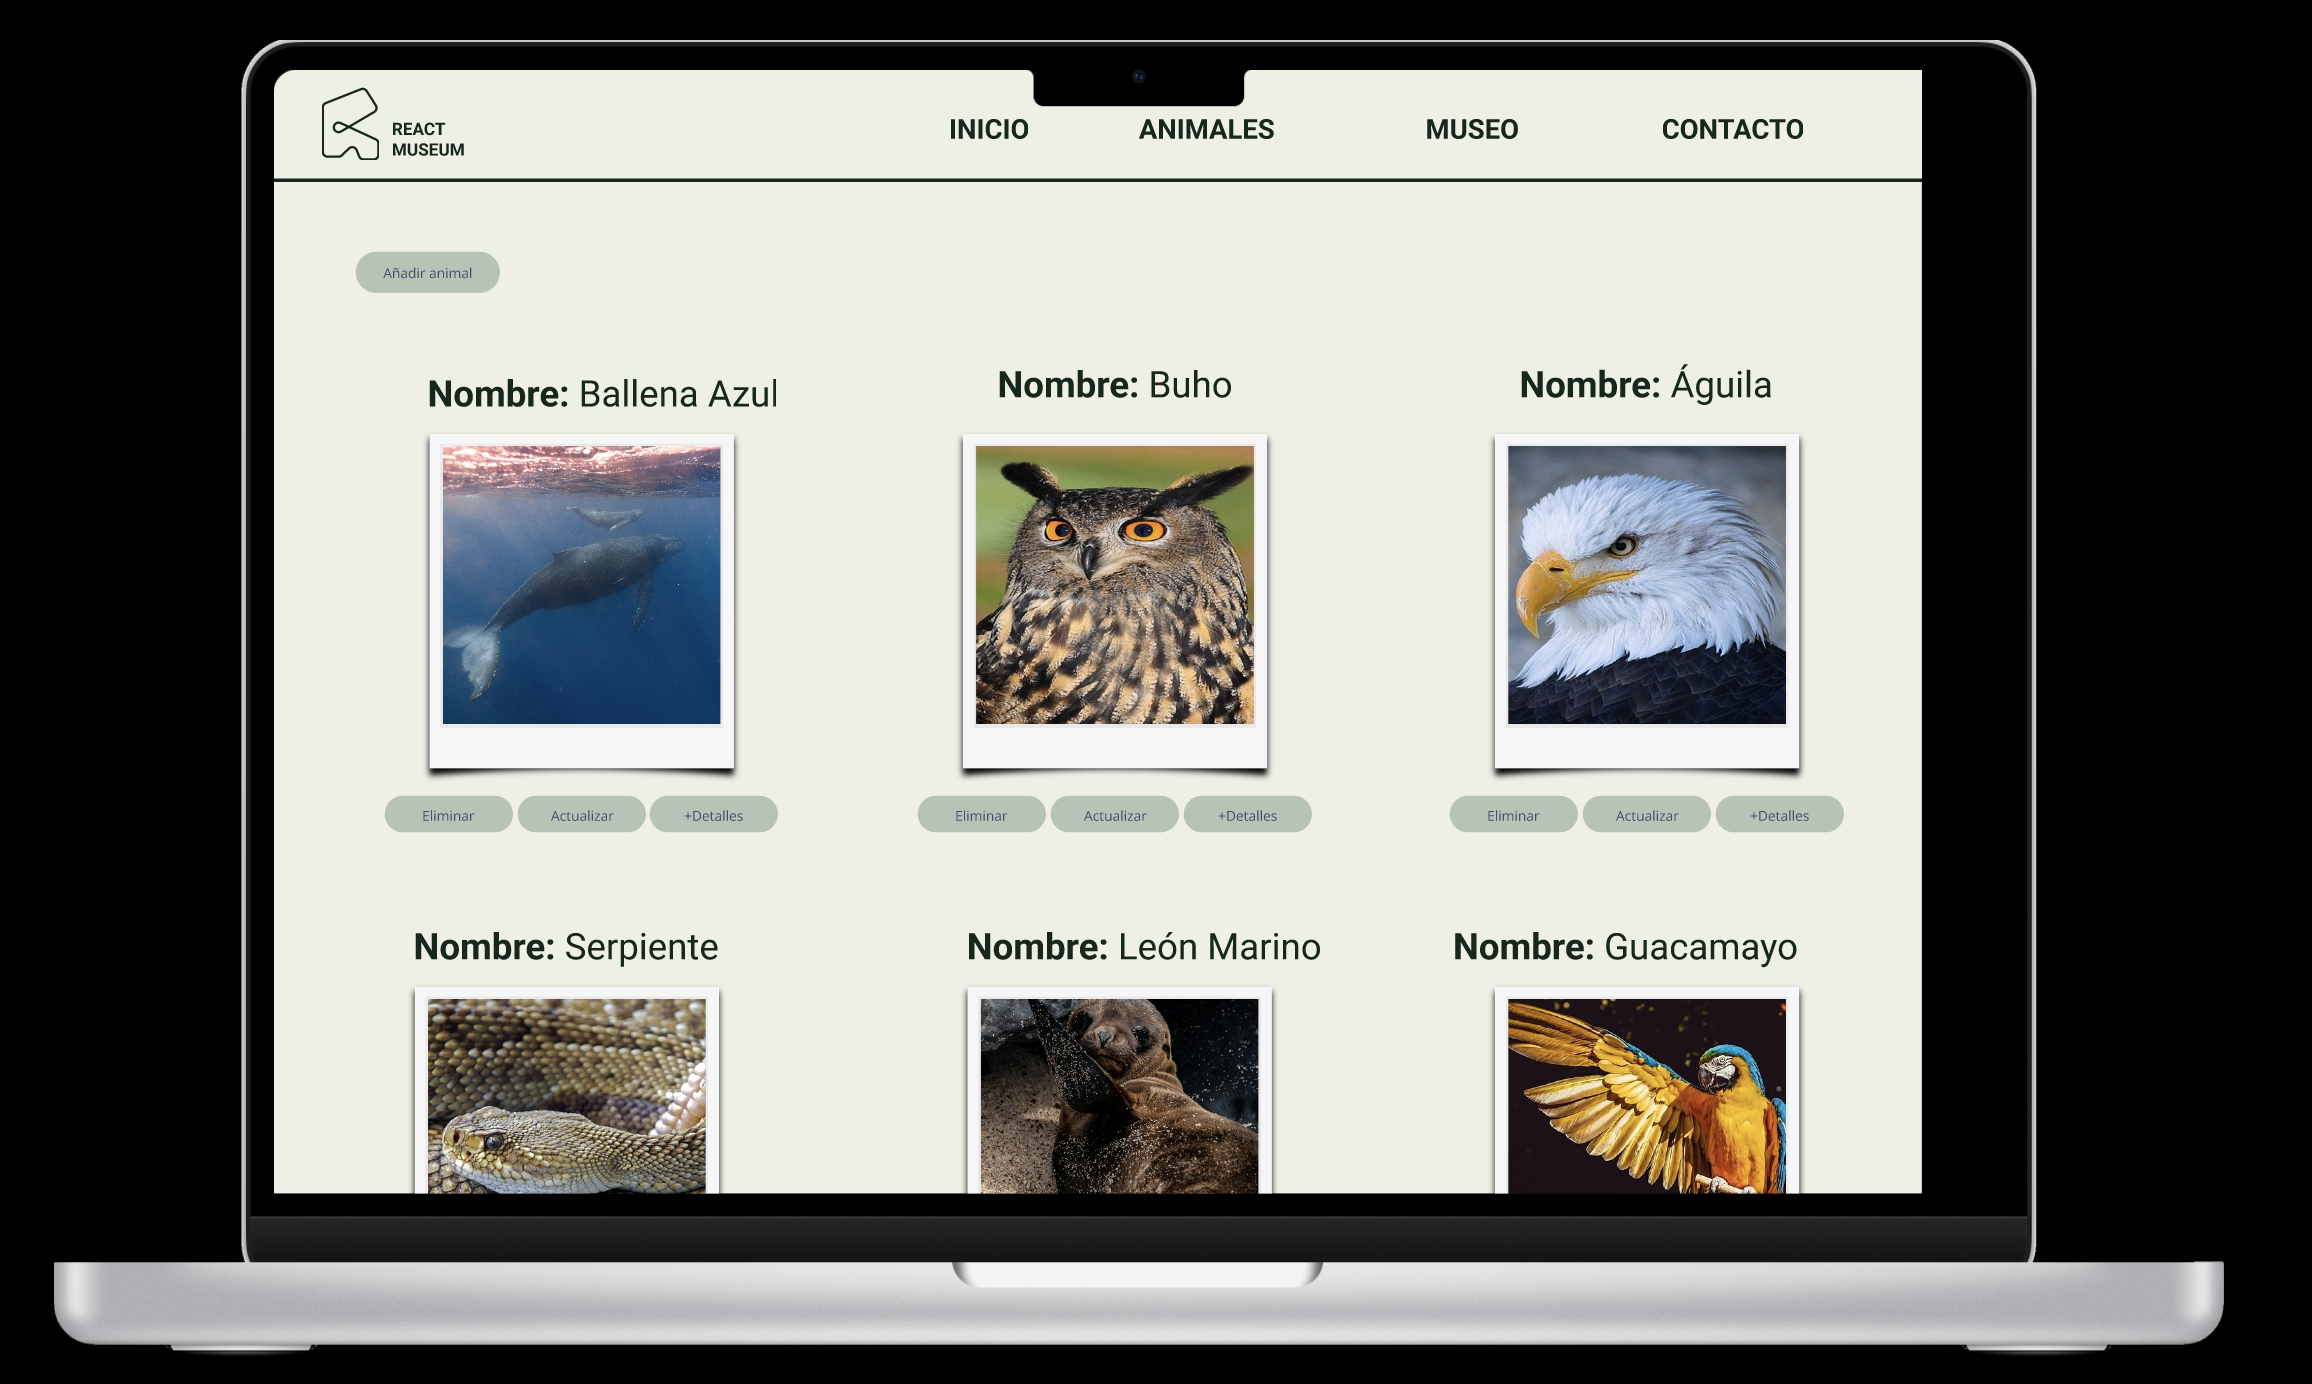 REACT
MUSEUM
INICIO
ANIMALES
MUSEO
CONTACTO
Añadir animal
Nombre: Ballena Azul
Nombre: Buho
Nombre: Águila
Eliminar
Actualizar
+Detalles
Eliminar
Actualizar
+Detalles
Eliminar
Actualizar
+Detalles
Nombre: Serpiente
Nombre: León Marino
Nombre: Guacamayo